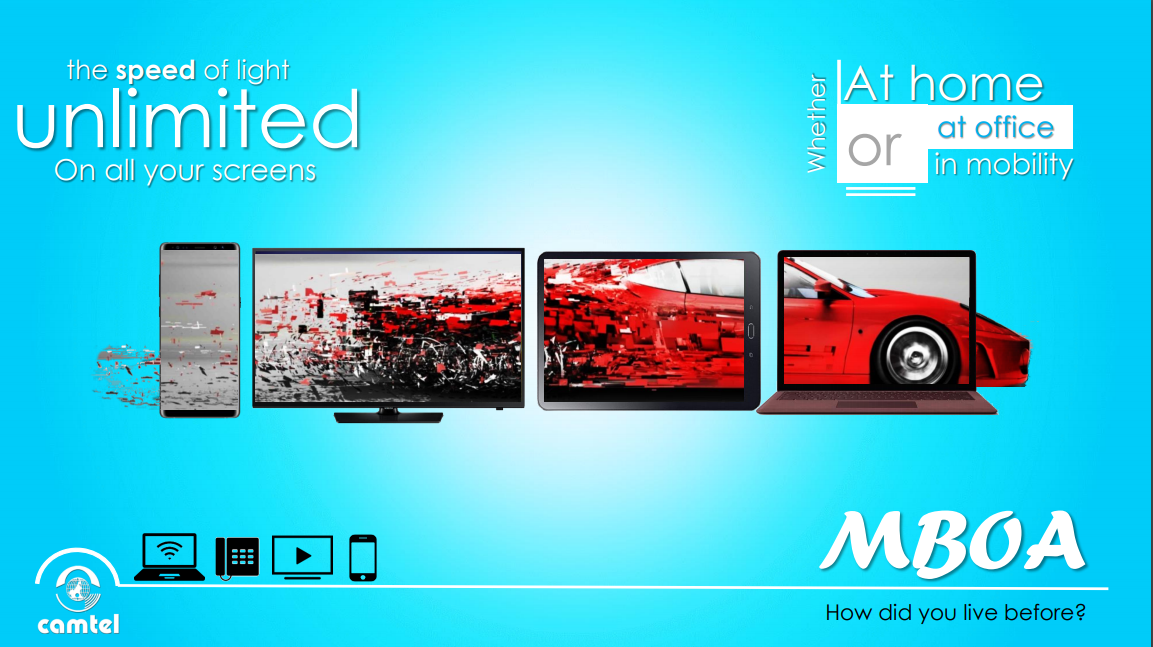 the speed of light
unlimited
On all your screens
Whether
At home
or
at office
in mobility
MBOA
How did you live before?
camtel